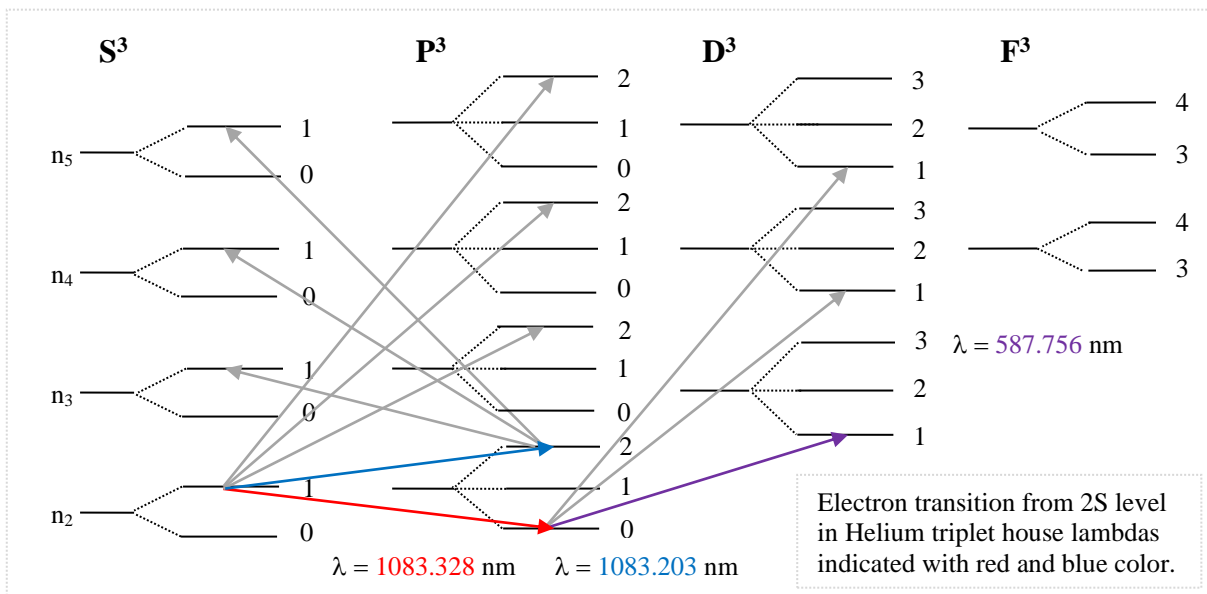 S³ P³ D³ F³
2 3
4
1 1 2
n₅ 3
0 0 1
2 3
4
1 1 2
n₄ 3
0 0 1
2 3 λ = 587.756 nm
1 1
n₃ 2
0 0
2 1
1 1
n₂
0 0
Electron transition from 2S level
in Helium triplet house lambdas
indicated with red and blue color.
λ = 1083.328 nm λ = 1083.203 nm